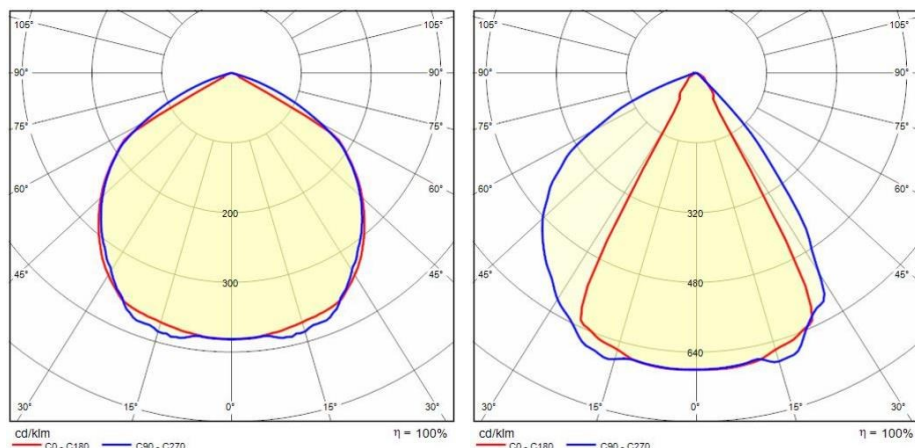 105° 105° 105° 105°
90° 90° 90° 90°
75° 75° 75° 75°
200 320
60° 60° 60° 60°
45° 300 45° 45° 480 45°
640
30° 15° 0° 15° 30° 30° 15° 0° 15° 30°
cd/klm η = 100% cd/klm η = 100%
C0 - C180 C90 - C270 C0 - C180 C90 - C270